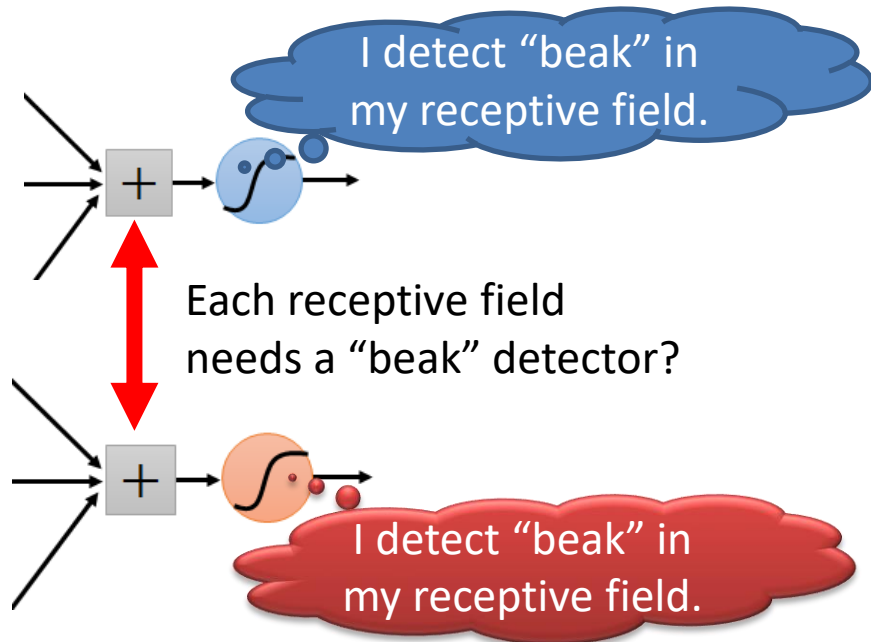 I detect “beak” in
my receptive field.
+
Each receptive field
needs a “beak” detector?
+
I detect “beak” in
my receptive field.